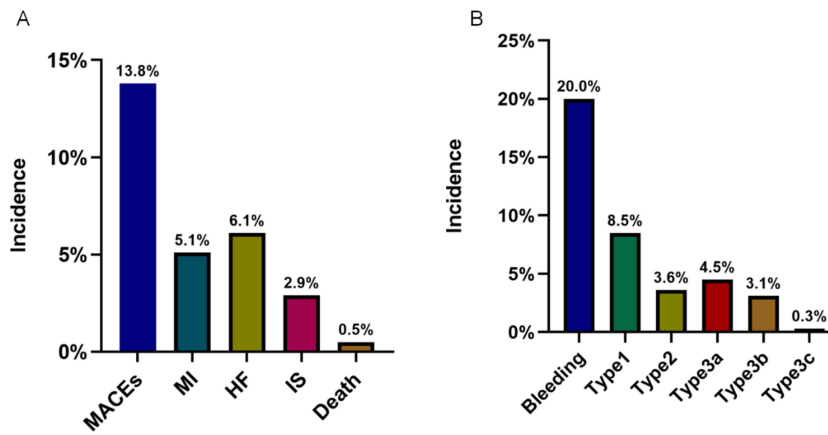 A
15%
10%
5%
0%
Incidence
13.8%
5.1%
6.1%
2.9%
0.5%
MACEs
MI
HF
IS
Death
B
25%
20%
15%
10%
5%
0%
Incidence
20.0%
8.5%
3.6%
4.5%
3.1%
0.3%
Bleeding
Type1
Type2
Type3a
Type3b
Type3c